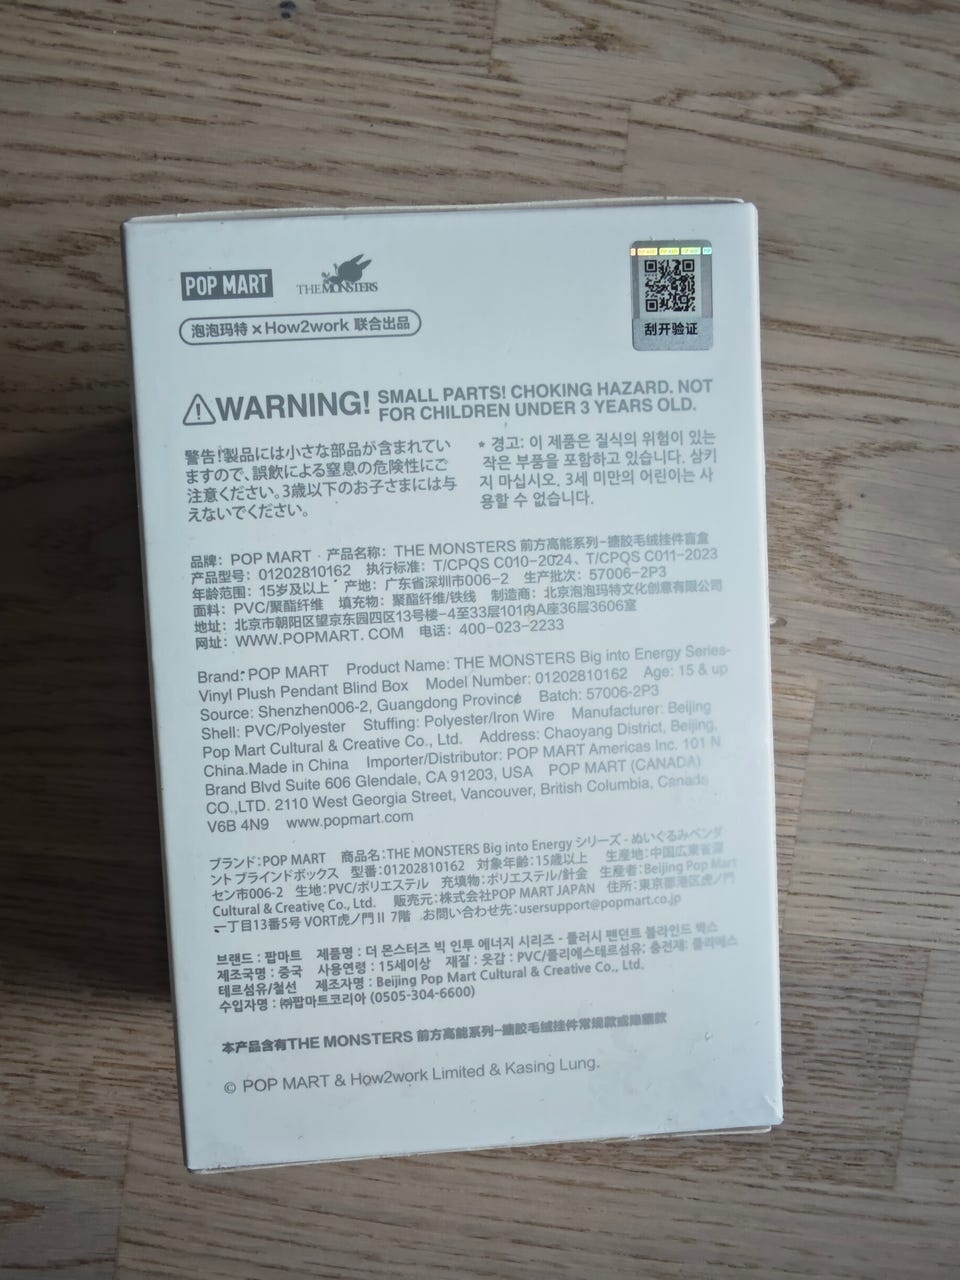 POP MART
THE MONSTERS
泡泡玛特 × How2work 联合出品
刮开验证
WARNING! SMALL PARTS! CHOKING HAZARD. NOT
FOR CHILDREN UNDER 3 YEARS OLD.
警告!製品には小さな部品が含まれてい
ますので、誤飲による窒息の危険性にご
注意ください。3歳以下のお子さまには与
えないでください。
* 경고: 이 제품은 질식의 위험이 있는
작은 부품을 포함하고 있습니다. 삼키
지 마십시오. 3세 미만의 어린이는 사
용할 수 없습니다.
品牌: POP MART 产品名称: THE MONSTERS 前方高能系列-搪胶毛绒挂件盲盒
产品型号: 01202810162 执行标准: T/CPQS C010-2024、T/CPQS C011-2023
年龄范围: 15岁及以上 产地: 广东省深圳市006-2 生产批次: 57006-2P3
面料: PVC/聚酯纤维 填充物: 聚酯纤维/铁线 制造商: 北京泡泡玛特文化创意有限公司
地址: 北京市朝阳区望京东园四区13号楼-4至33层101内A座36层3606室
网址: WWW.POPMART.COM 电话: 400-023-2233
Brand: POP MART Product Name: THE MONSTERS Big into Energy Series-
Vinyl Plush Pendant Blind Box Model Number: 01202810162 Age: 15 & up
Source: Shenzhen006-2, Guangdong Province Batch: 57006-2P3
Shell: PVC/Polyester Stuffing: Polyester/Iron Wire Manufacturer: Beijing
Pop Mart Cultural & Creative Co., Ltd. Address: Chaoyang District, Beijing,
China.Made in China Importer/Distributor: POP MART Americas Inc. 101 N
Brand Blvd Suite 606 Glendale, CA 91203, USA POP MART (CANADA)
CO.,LTD. 2110 West Georgia Street, Vancouver, British Columbia, Canada
V6B 4N9 www.popmart.com
ブランド:POP MART 商品名:THE MONSTERS Big into Energy シリーズ - ぬいぐるみペンダ
ント ブラインドボックス 型番:01202810162 対象年齢:15歳以上 生産地:中国広東省深
セン市006-2 生地:PVC/ポリエステル 充填物:ポリエステル/針金 生産者:Beijing Pop Mart
Cultural & Creative Co., Ltd. 販売元:株式会社POP MART JAPAN 住所:東京都港区虎ノ門
一丁目13番5号 VORT虎ノ門Ⅱ 7階 お問い合わせ先:usersupport@popmart.co.jp
브랜드 : 팝마트 제품명 : 더 몬스터즈 빅 인투 에너지 시리즈 - 플러시 펜던트 블라인드 박스
제조국명 : 중국 사용연령 : 15세이상 재질 : 옷감 : PVC/폴리에스테르섬유; 충전재: 폴리에스
테르섬유/철선 제조자명 : Beijing Pop Mart Cultural & Creative Co., Ltd.
수입자명 : ㈜팝마트코리아 (0505-304-6600)
本产品含有THE MONSTERS 前方高能系列-搪胶毛绒挂件常规款或隐藏款
© POP MART & How2work Limited & Kasing Lung.